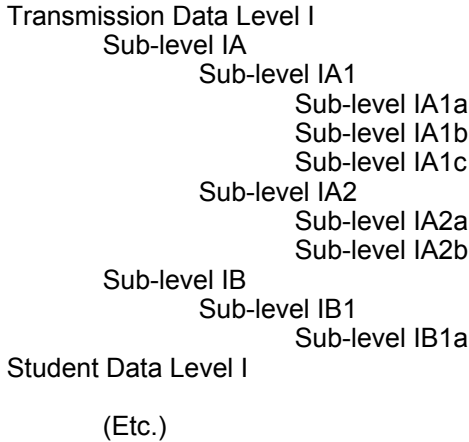 Transmission Data Level I
Sub-level IA
Sub-level IA1
Sub-level IA1a
Sub-level IA1b
Sub-level IA1c
Sub-level IA2
Sub-level IA2a
Sub-level IA2b
Sub-level IB
Sub-level IB1
Sub-level IB1a
Student Data Level I
(Etc.)